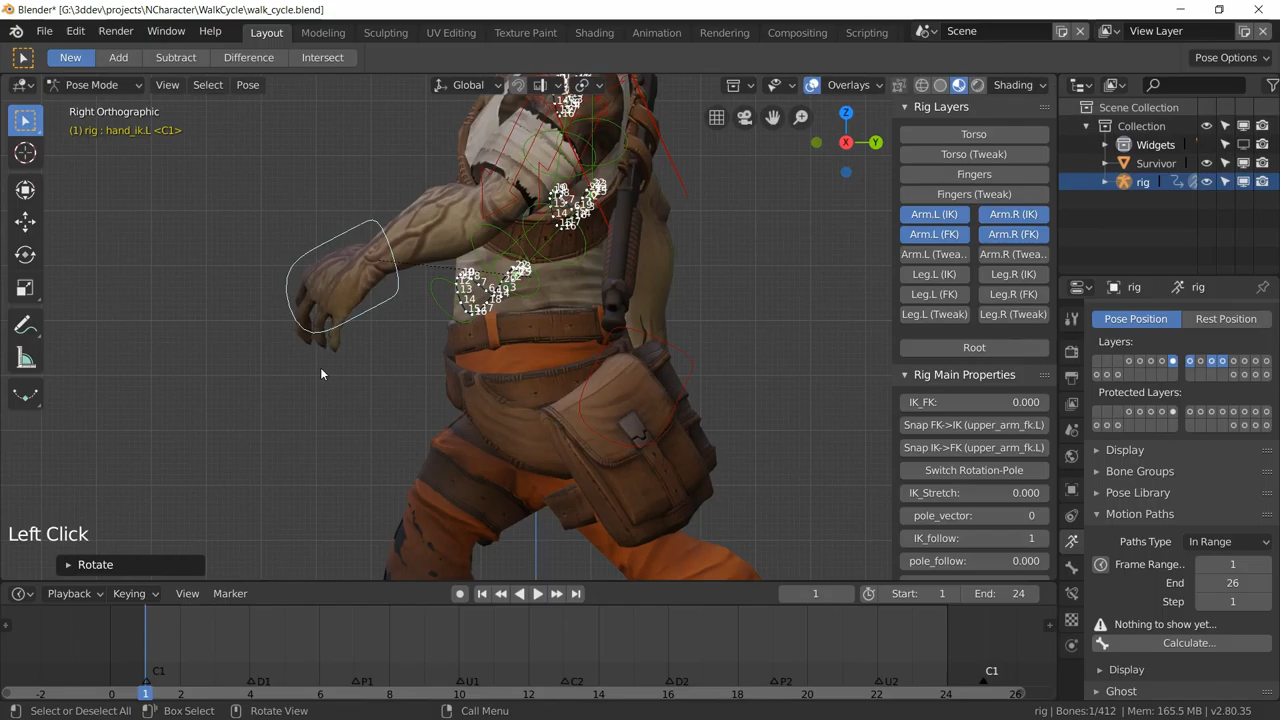 Blender* [G:\3ddev\projects\NCharacter\WalkCycle\walk_cycle.blend]
File Edit Render Window Help Layout Modeling Sculpting UV Editing Texture Paint Shading Animation Rendering Compositing Scripting Scene View Layer
New Add Subtract Difference Intersect Pose Options
Pose Mode View Select Pose Global Overlays Shading
Right Orthographic
(1) rig : hand_ik.L <C1>
Z
X
Y
Rig Layers
Torso
Torso (Tweak)
Fingers
Fingers (Tweak)
Arm.L (IK) Arm.R (IK)
Arm.L (FK) Arm.R (FK)
Arm.L (Twea.. Arm.R (Twea..
Leg.L (IK) Leg.R (IK)
Leg.L (FK) Leg.R (FK)
Leg.L (Tweak) Leg.R (Tweak)
Root
Rig Main Properties
IK_FK: 0.000
Snap FK->IK (upper_arm_fk.L)
Snap IK->FK (upper_arm_fk.L)
Switch Rotation-Pole
IK_Stretch: 0.000
pole_vector: 0
IK_follow: 1
pole_follow: 0.000
Scene Collection
Collection
Widgets
Survivor
rig
rig rig
Pose Position Rest Position
Layers:
Protected Layers:
Display
Bone Groups
Pose Library
Motion Paths
Paths Type In Range
Frame Range.. 1
End 26
Step 1
Nothing to show yet...
Calculate...
Display
Ghost
Left Click
Rotate
Playback Keying View Marker 1 Start: 1 End: 24
C1 C1
D1 P1 U1 C2 D2 P2 U2
-2 0 1 2 4 6 8 10 12 14 16 18 20 22 24 26
Select or Deselect All Box Select Rotate View Call Menu rig | Bones:1/412 | Mem: 165.5 MB | v2.80.35